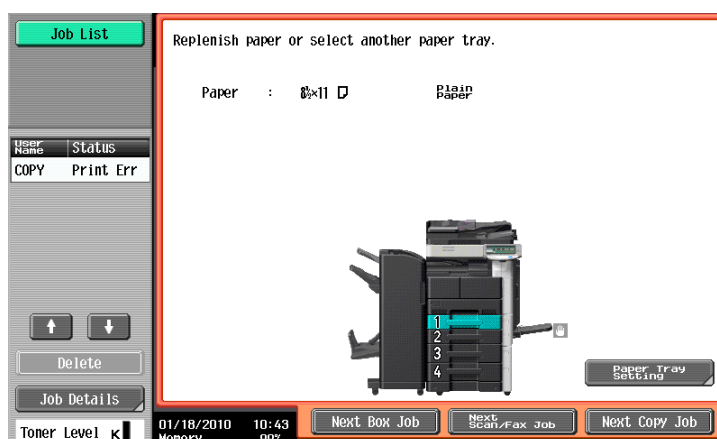 Job List
Replenish paper or select another paper tray.
Paper : 8½×11 Plain Paper
User Name Status
COPY Print Err
1
2
3
4
Delete
Paper Tray Setting
Job Details
Toner Level K
01/18/2010 10:43
Memory 99%
Next Box Job
Next Scan/Fax Job
Next Copy Job